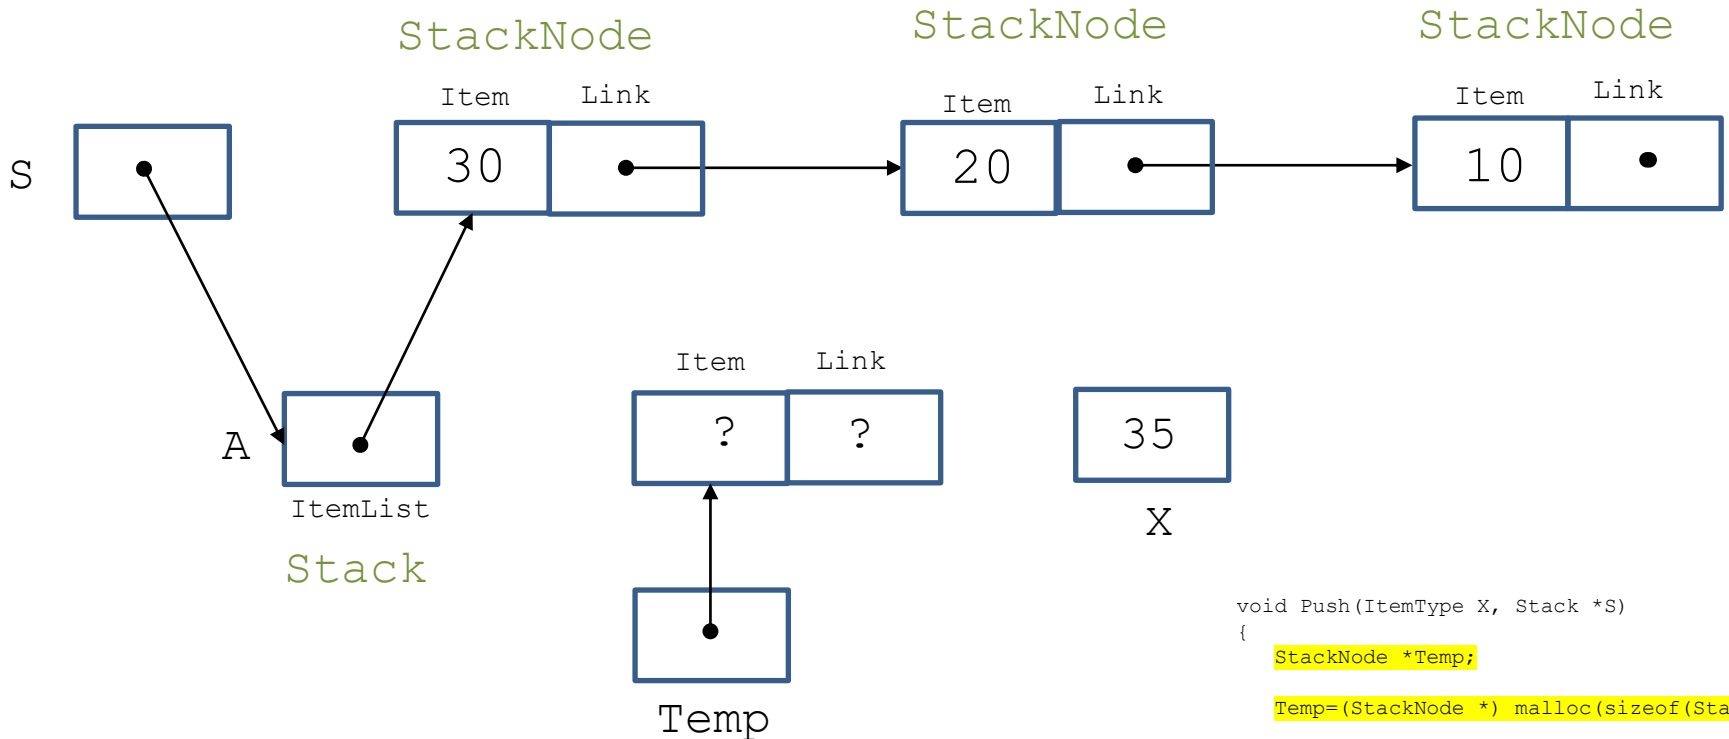 StackNode
StackNode
StackNode
Item Link
Item Link
Item Link
S
30
20
10
Item Link
A
? ?
35
ItemList
X
Stack
Temp
void Push(ItemType X, Stack *S)
{
StackNode *Temp;
Temp=(StackNode *) malloc(sizeof(Sta